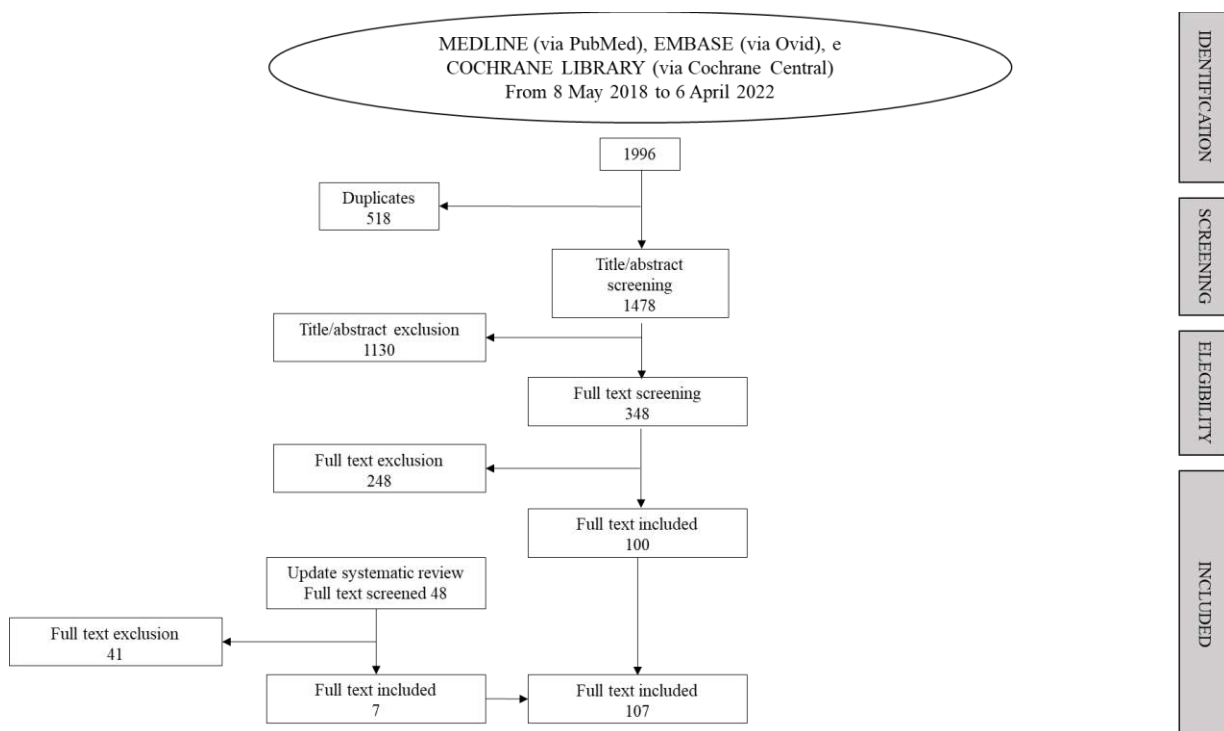 MEDLINE (via PubMed), EMBASE (via Ovid), e
COCHRANE LIBRARY (via Cochrane Central)
From 8 May 2018 to 6 April 2022
1996
Duplicates
518
Title/abstract
screening
1478
Title/abstract exclusion
1130
Full text screening
348
Full text exclusion
248
Full text included
100
Update systematic review
Full text screened 48
Full text exclusion
41
Full text included
7
Full text included
107
IDENTIFICATION
SCREENING
ELEGIBILITY
INCLUDED